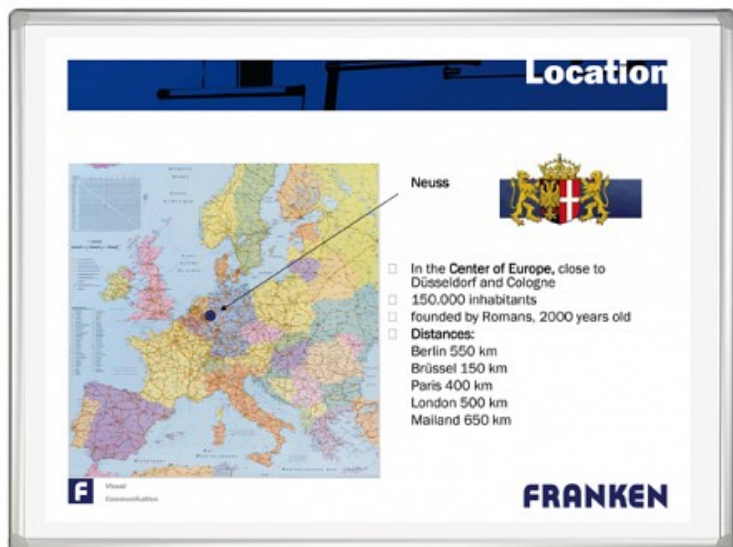 Location
Neuss
In the Center of Europe, close to
Düsseldorf and Cologne
150.000 inhabitants
founded by Romans, 2000 years old
Distances:
Berlin 550 km
Brüssel 150 km
Paris 400 km
London 500 km
Mailand 650 km
F
Visual
Communication
FRANKEN